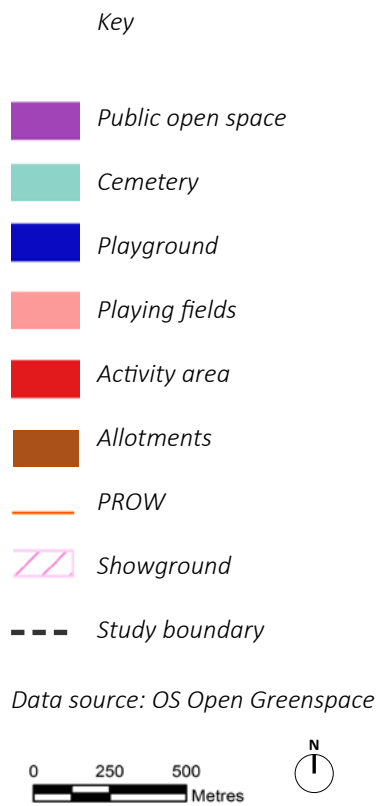 Key
Public open space
Cemetery
Playground
Playing fields
Activity area
Allotments
PROW
Showground
Study boundary
Data source: OS Open Greenspace
N
0 250 500
Metres